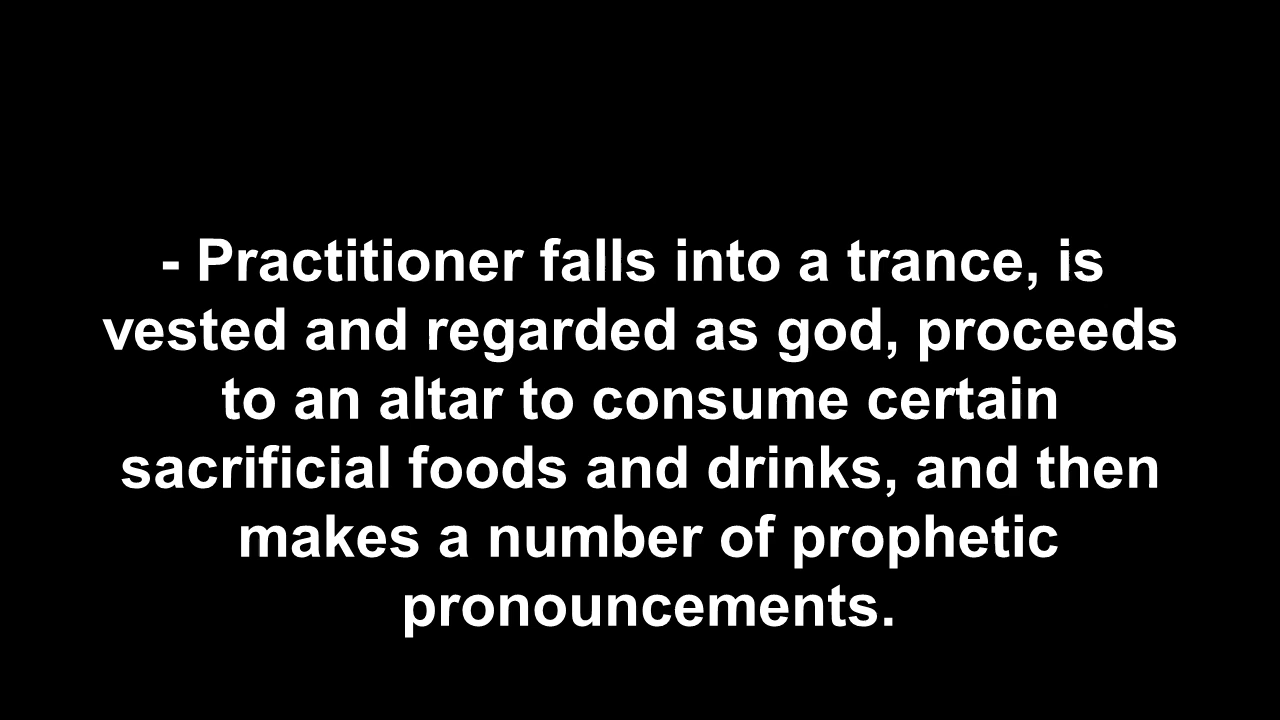 - Practitioner falls into a trance, is
vested and regarded as god, proceeds
to an altar to consume certain
sacrificial foods and drinks, and then
makes a number of prophetic
pronouncements.